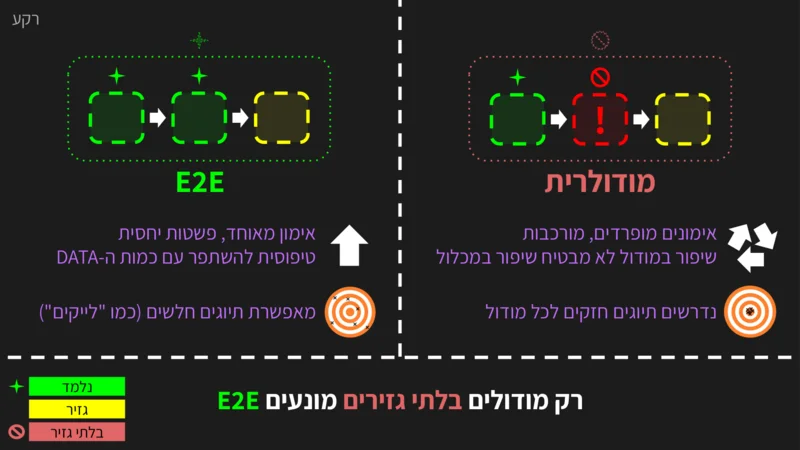 רקע
!
מודולרית
אימונים מופרדים, מורכבות
שיפור במודול לא מבטיח שיפור במכלול
נדרשים תיוגים חזקים לכל מודול
E2E
אימון מאוחד, פשטות יחסית
טיפוסית להשתפר עם כמות ה-DATA
מאפשרת תיוגים חלשים (כמו "לייקים")
רק מודולים בלתי גזירים מונעים E2E
נלמד
גזיר
בלתי גזיר